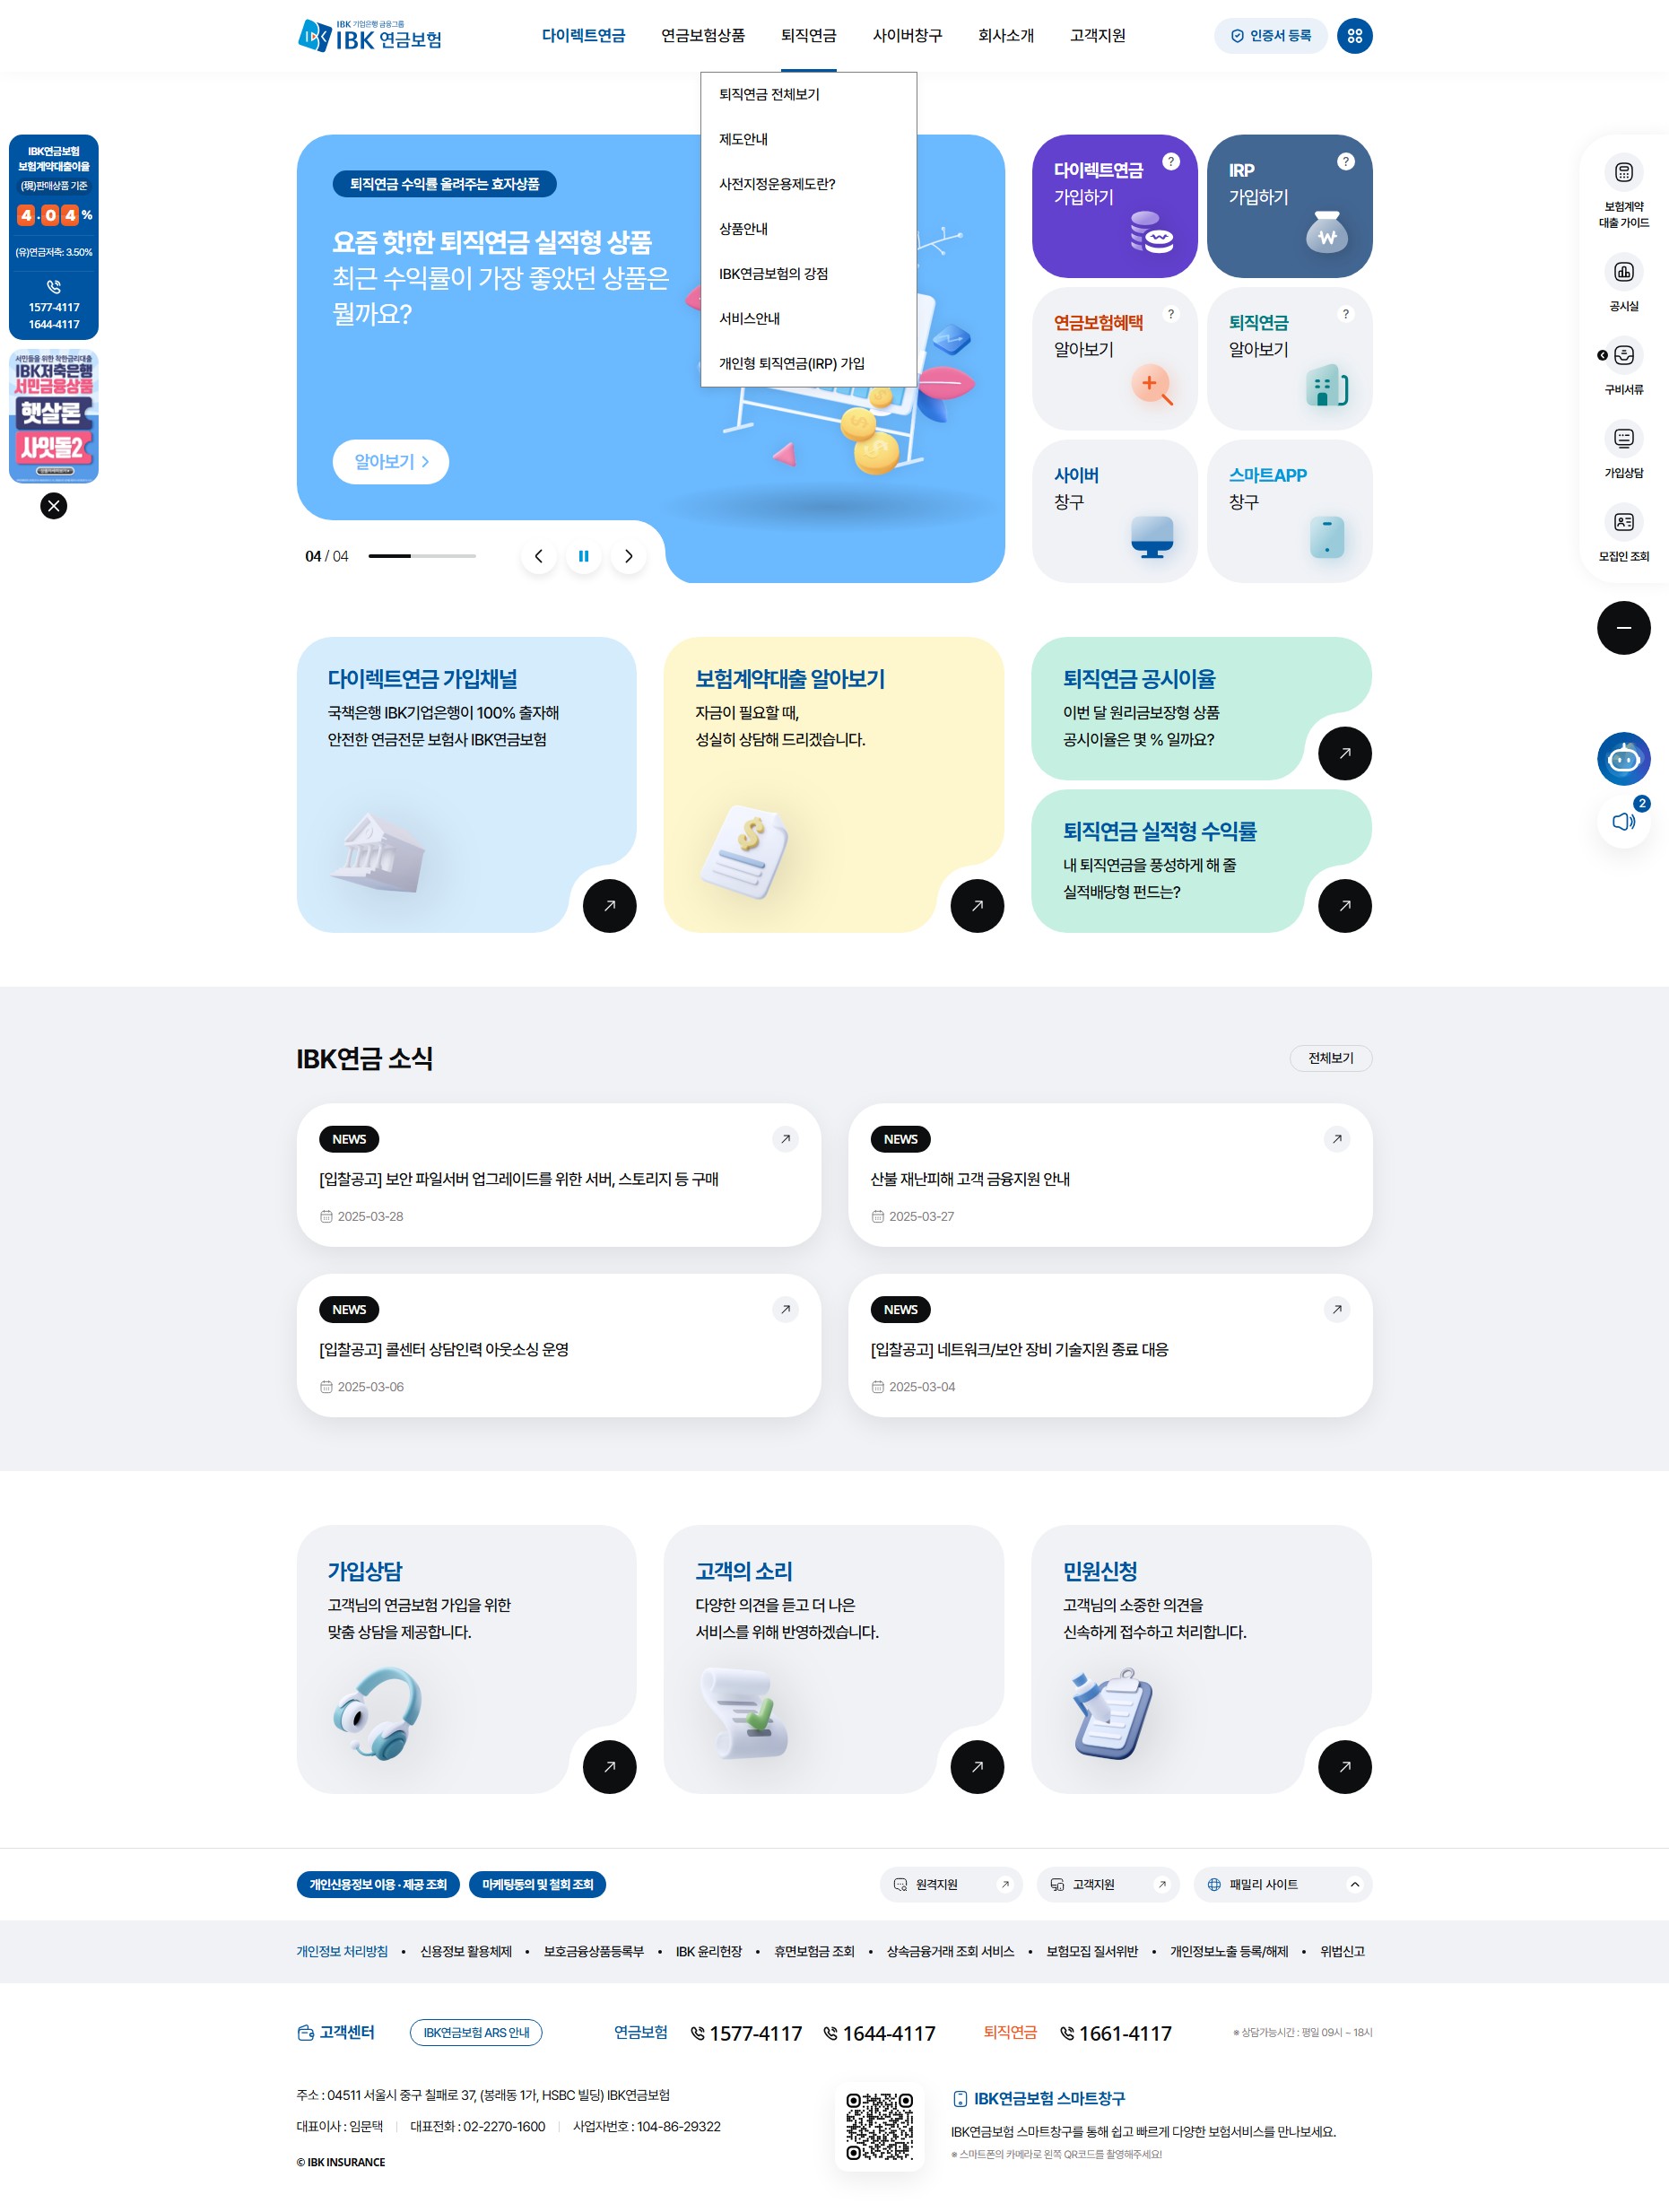 IBK 기업은행 금융그룹
IBK 연금보험
다이렉트연금
연금보험상품
퇴직연금
사이버창구
회사소개
고객지원
인증서 등록
퇴직연금 전체보기
제도안내
사전지정운용제도란?
상품안내
IBK연금보험의 강점
서비스안내
개인형 퇴직연금(IRP) 가입
IBK연금보험
보험계약대출이율
(現)판매상품 기준
4.04%
(유)연금저축: 3.50%
1577-4117
1644-4117
서민들을 위한 착한금리대출
IBK저축은행
서민금융상품
햇살론
사잇돌2
퇴직연금 수익률 올려주는 효자상품
요즘 핫!한 퇴직연금 실적형 상품
최근 수익률이 가장 좋았던 상품은
뭘까요?
알아보기
04 / 04
다이렉트연금
가입하기
?
IRP
가입하기
?
연금보험혜택
알아보기
?
퇴직연금
알아보기
?
사이버
창구
스마트APP
창구
보험계약
대출 가이드
공시실
구비서류
가입상담
모집인 조회
2
다이렉트연금 가입채널
국책은행 IBK기업은행이 100% 출자해
안전한 연금전문 보험사 IBK연금보험
보험계약대출 알아보기
자금이 필요할 때,
성실히 상담해 드리겠습니다.
퇴직연금 공시이율
이번 달 원리금보장형 상품
공시이율은 몇 % 일까요?
퇴직연금 실적형 수익률
내 퇴직연금을 풍성하게 해 줄
실적배당형 펀드는?
IBK연금 소식
전체보기
NEWS
[입찰공고] 보안 파일서버 업그레이드를 위한 서버, 스토리지 등 구매
2025-03-28
NEWS
산불 재난피해 고객 금융지원 안내
2025-03-27
NEWS
[입찰공고] 콜센터 상담인력 아웃소싱 운영
2025-03-06
NEWS
[입찰공고] 네트워크/보안 장비 기술지원 종료 대응
2025-03-04
가입상담
고객님의 연금보험 가입을 위한
맞춤 상담을 제공합니다.
고객의 소리
다양한 의견을 듣고 더 나은
서비스를 위해 반영하겠습니다.
민원신청
고객님의 소중한 의견을
신속하게 접수하고 처리합니다.
개인신용정보 이용 · 제공 조회
마케팅동의 및 철회 조회
원격지원
고객지원
패밀리 사이트
개인정보 처리방침 • 신용정보 활용체제 • 보호금융상품등록부 • IBK 윤리헌장 • 휴면보험금 조회 • 상속금융거래 조회 서비스 • 보험모집 질서위반 • 개인정보노출 등록/해제 • 위법신고
고객센터
IBK연금보험 ARS 안내
연금보험 1577-4117 1644-4117
퇴직연금 1661-4117
※ 상담가능시간 : 평일 09시 ~ 18시
주소 : 04511 서울시 중구 칠패로 37, (봉래동 1가, HSBC 빌딩) IBK연금보험
대표이사 : 임문택 | 대표전화 : 02-2270-1600 | 사업자번호 : 104-86-29322
© IBK INSURANCE
IBK연금보험 스마트창구
IBK연금보험 스마트창구를 통해 쉽고 빠르게 다양한 보험서비스를 만나보세요.
※ 스마트폰의 카메라로 왼쪽 QR코드를 촬영해주세요!